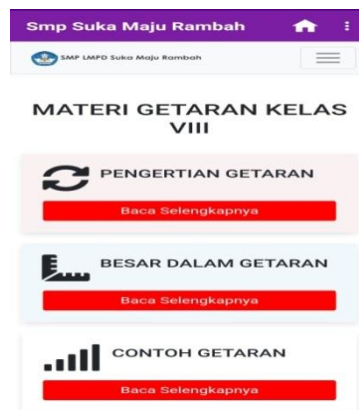 Smp Suka Maju Rambah
SMP LMPD Suka Maju Rambah
MATERI GETARAN KELAS
VIII
PENGERTIAN GETARAN
Baca Selengkapnya
BESAR DALAM GETARAN
Baca Selengkapnya
CONTOH GETARAN
Baca Selengkapnya